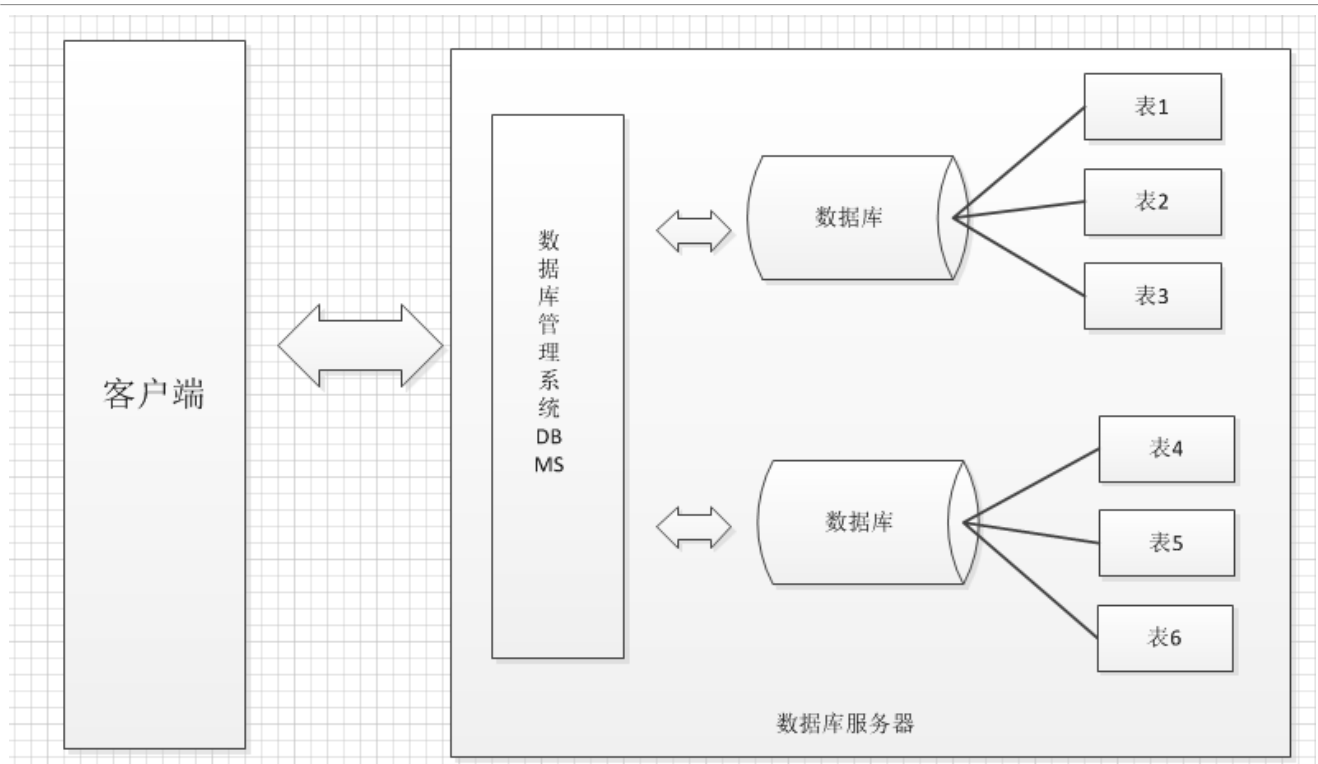 客户端
数
据
库
管
理
系
统
DB
MS
数据库
表1
表2
表3
数据库
表4
表5
表6
数据库服务器